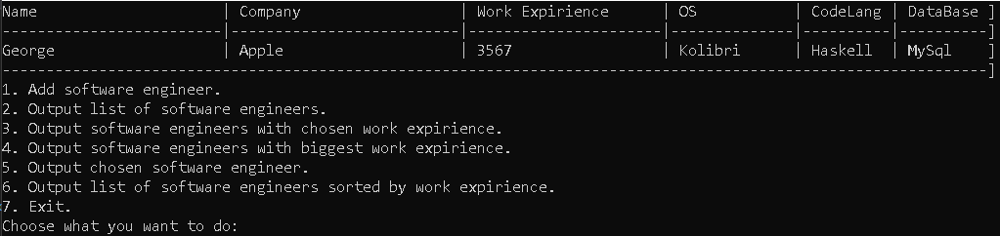 Name | Company | Work Expirience | OS | CodeLang | DataBase ]
--------------------------|--------------------------|-----------------------|--------------|---------|----------]
George | Apple | 3567 | Kolibri | Haskell | MySql ]
----------------------------------------------------------------------------------------------------------------]
1. Add software engineer.
2. Output list of software engineers.
3. Output software engineers with chosen work expirience.
4. Output software engineers with biggest work expirience.
5. Output chosen software engineer.
6. Output list of software engineers sorted by work expirience.
7. Exit.
Choose what you want to do: